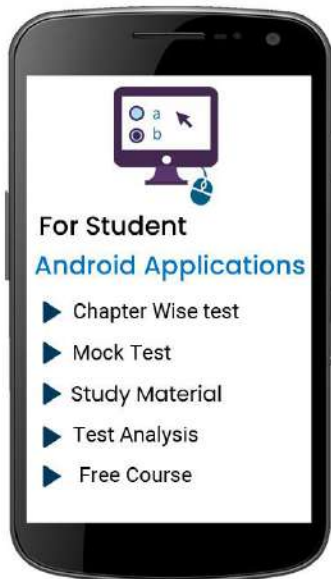 a
b
For Student
Android Applications
Chapter Wise test
Mock Test
Study Material
Test Analysis
Free Course